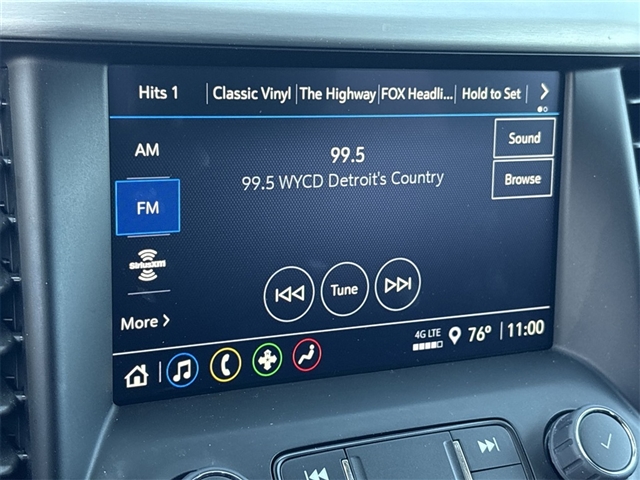 Hits 1 Classic Vinyl The Highway FOX Headli... Hold to Set
AM
99.5
Sound
99.5 WYCD Detroit's Country
Browse
FM
SiriusXM
Tune
More
4G LTE
76° 11:00